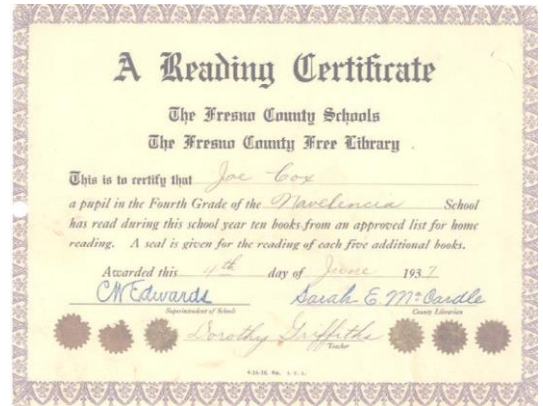 A Reading Certificate
The Fresno County Schools
The Fresno County Free Library .
This is to certify that Joe Cox
a pupil in the Fourth Grade of the Navelencia School
has read during this school year ten books from an approved list for home
reading. A seal is given for the reading of each five additional books.
Awarded this 4th day of June 1937
CW Edwards Sarah E. McCardle
Superintendent of Schools County Librarian
Dorothy Griffiths
Teacher